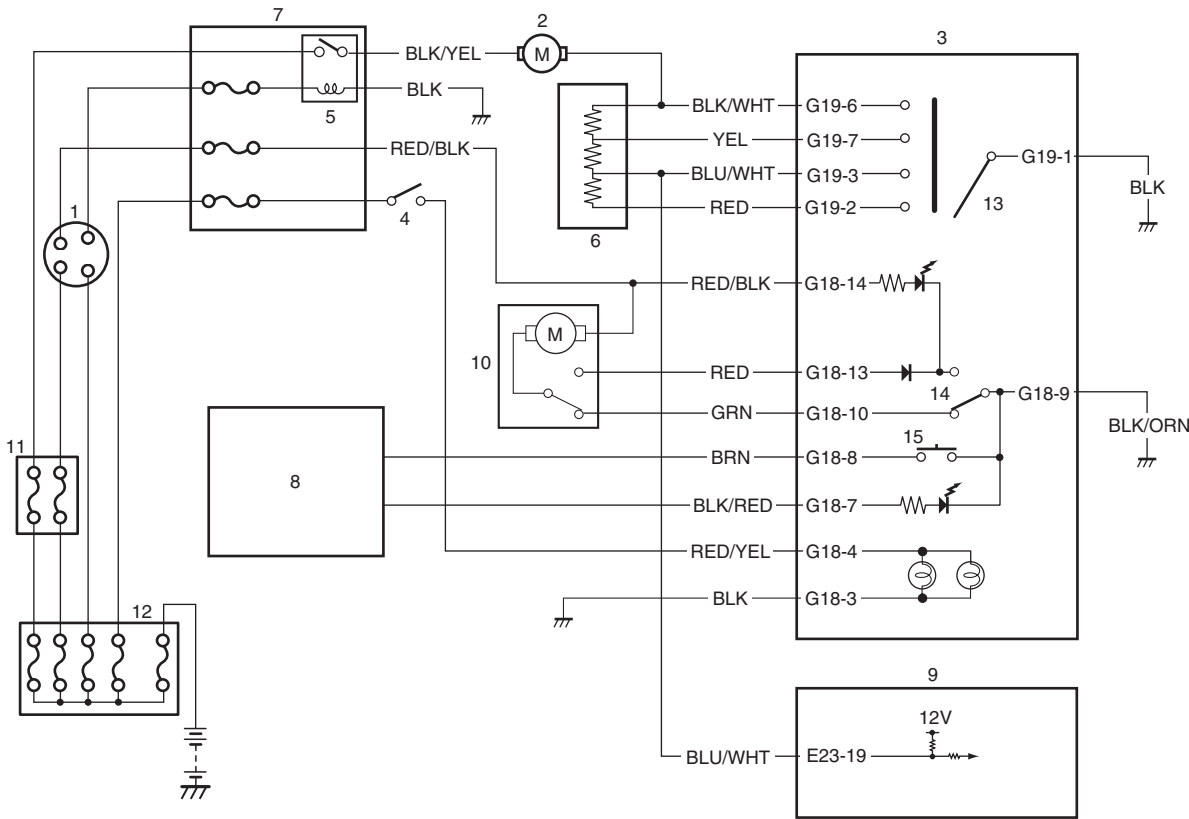 7
2
3
BLK/YEL
M
BLK
5
BLK/WHT
G19-6
YEL
G19-7
RED/BLK
BLU/WHT
G19-3
G19-1
BLK
RED
G19-2
13
1
4
6
RED/BLK
G18-14
M
10
RED
G18-13
14
G18-9
GRN
G18-10
BLK/ORN
11
15
BRN
G18-8
8
BLK/RED
G18-7
RED/YEL
G18-4
BLK
G18-3
12
9
12V
BLU/WHT
E23-19